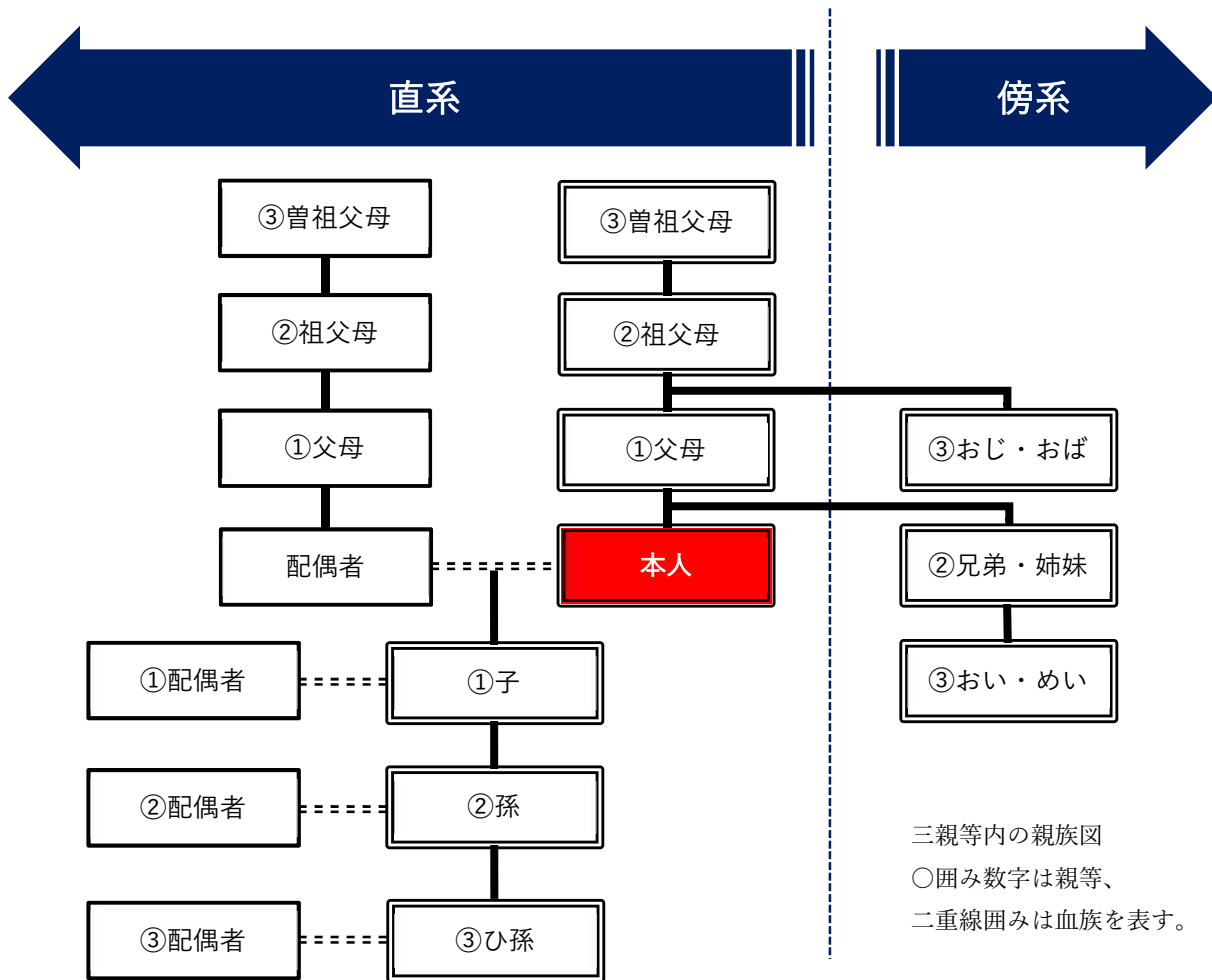 直系
傍系
③曽祖父母
③曽祖父母
②祖父母
②祖父母
①父母
①父母
③おじ・おば
配偶者
本人
②兄弟・姉妹
①配偶者
①子
③おい・めい
②配偶者
②孫
③配偶者
③ひ孫
三親等内の親族図
〇囲み数字は親等、
二重線囲みは血族を表す。